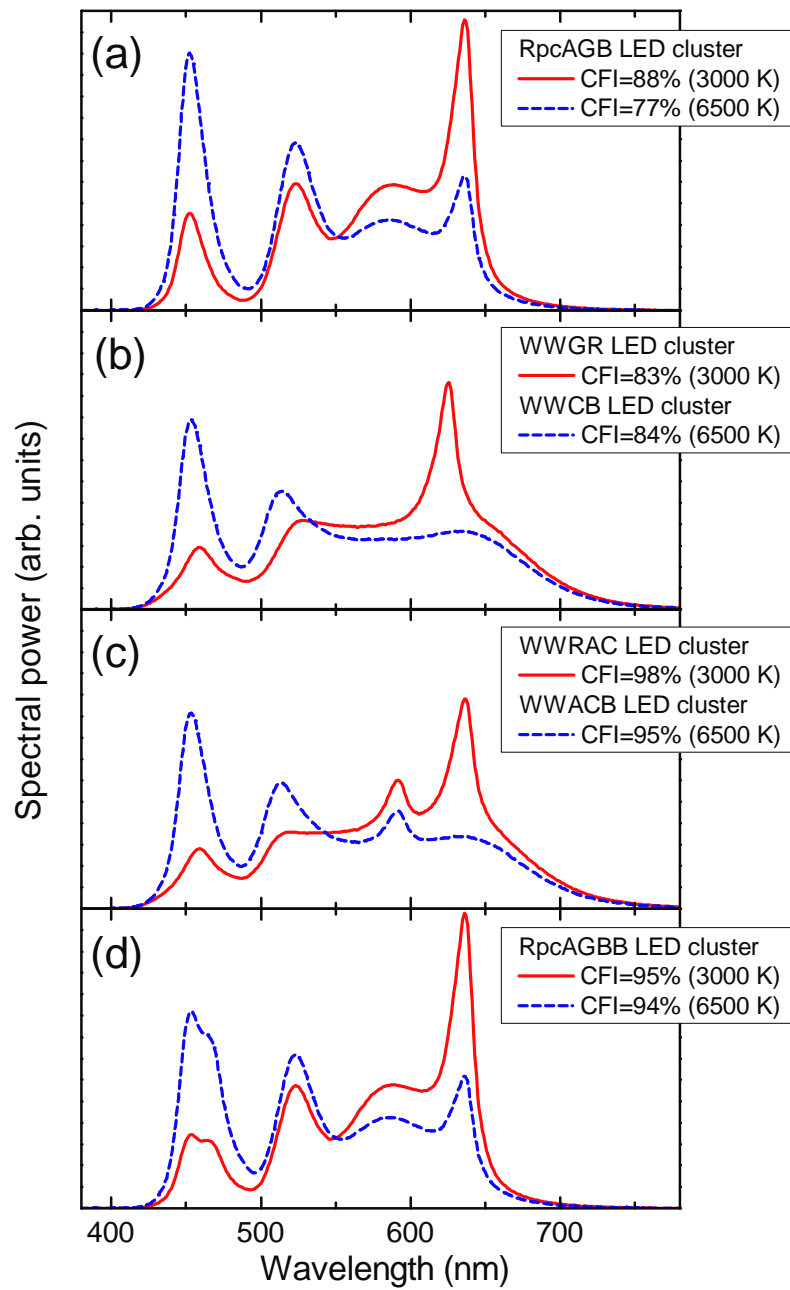 (a)
RpcAGB LED cluster
CFI=88% (3000 K)
CFI=77% (6500 K)
(b)
WWGR LED cluster
CFI=83% (3000 K)
WWCB LED cluster
CFI=84% (6500 K)
(c)
WWRAC LED cluster
CFI=98% (3000 K)
WWACB LED cluster
CFI=95% (6500 K)
(d)
RpcAGBB LED cluster
CFI=95% (3000 K)
CFI=94% (6500 K)
Spectral power (arb. units)
400 500 600 700
Wavelength (nm)